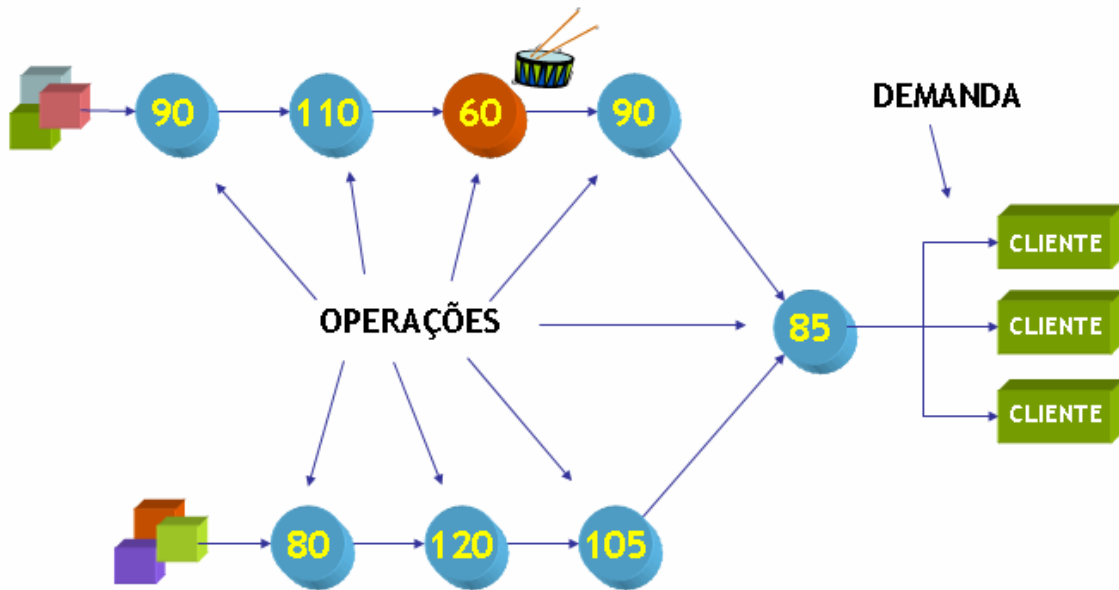 90
110
60
90
DEMANDA
CLIENTE
OPERAÇÕES
85
CLIENTE
CLIENTE
80
120
105